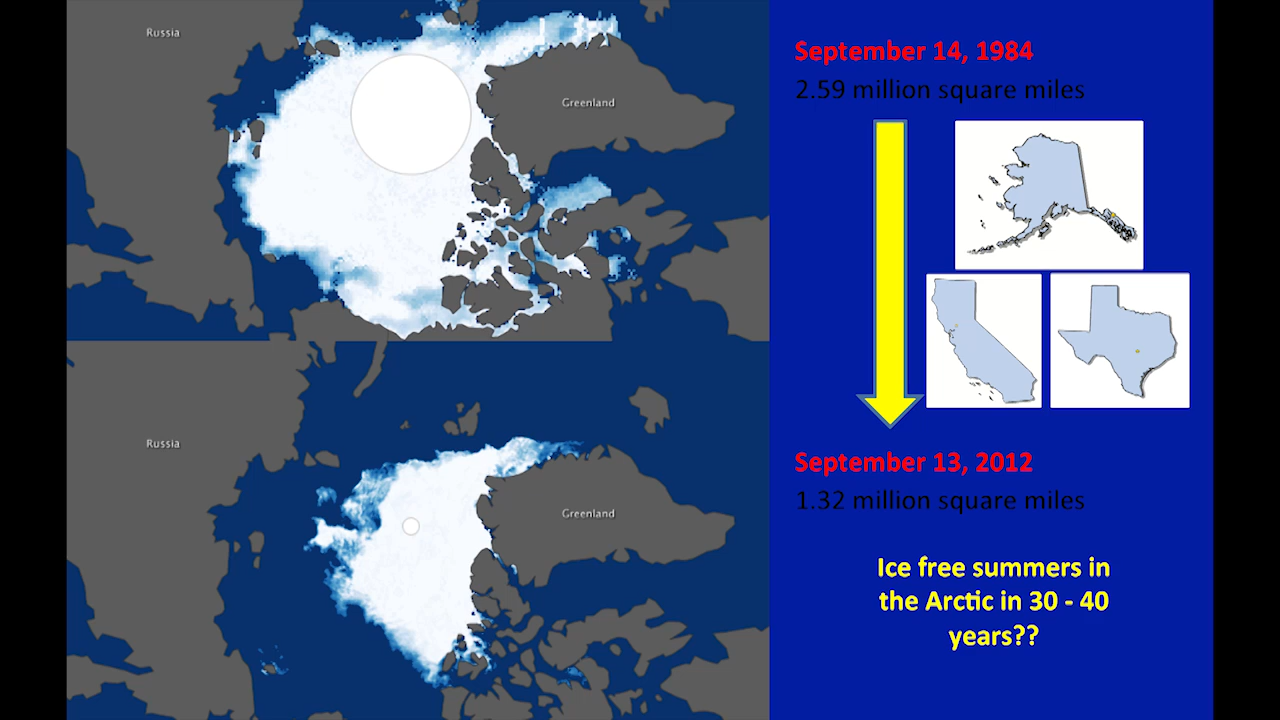 Russia
Greenland
September 14, 1984
2.59 million square miles
Russia
Greenland
September 13, 2012
1.32 million square miles
Ice free summers in
the Arctic in 30 - 40
years??